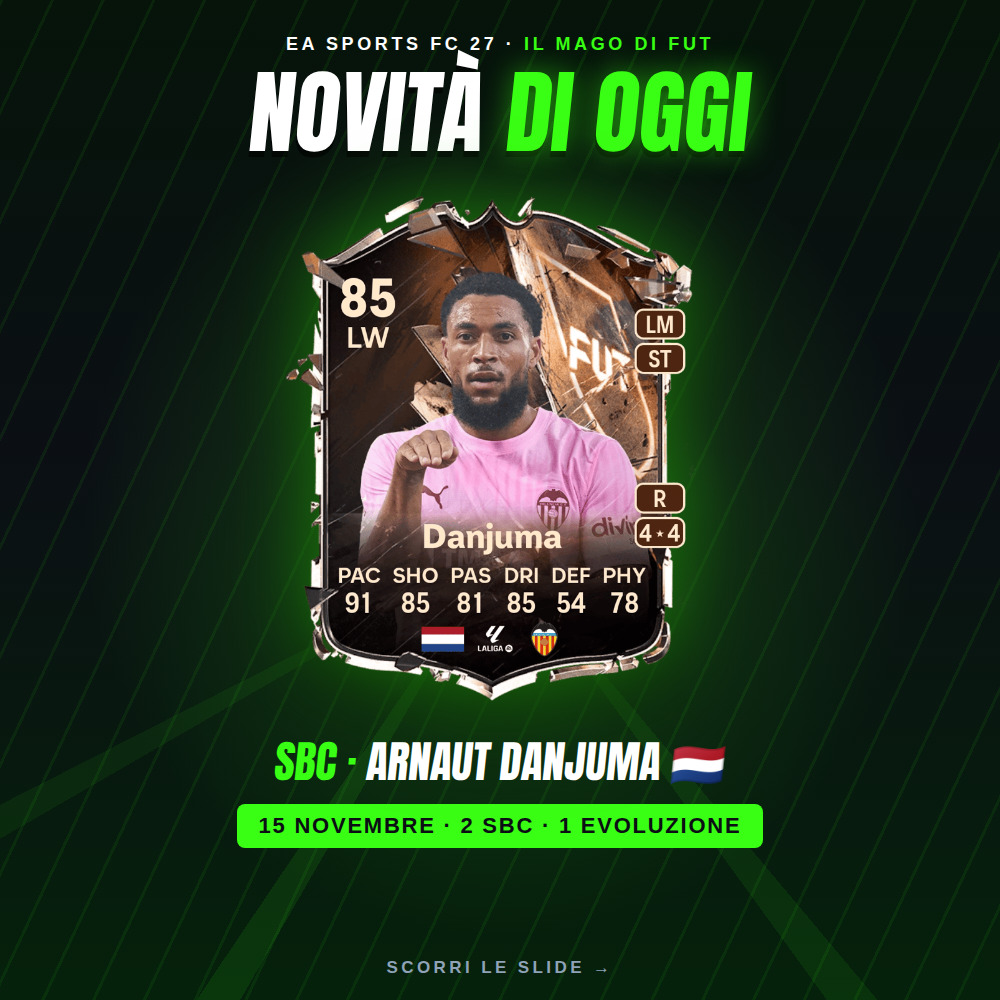 EA SPORTS FC 27 · IL MAGO DI FUT
NOVITÀ DI OGGI
85
LW
LM
ST
FUT
R
4★4
divin
Danjuma
PAC SHO PAS DRI DEF PHY
91 85 81 85 54 78
LALIGA
SBC · ARNAUT DANJUMA
15 NOVEMBRE · 2 SBC · 1 EVOLUZIONE
SCORRI LE SLIDE →